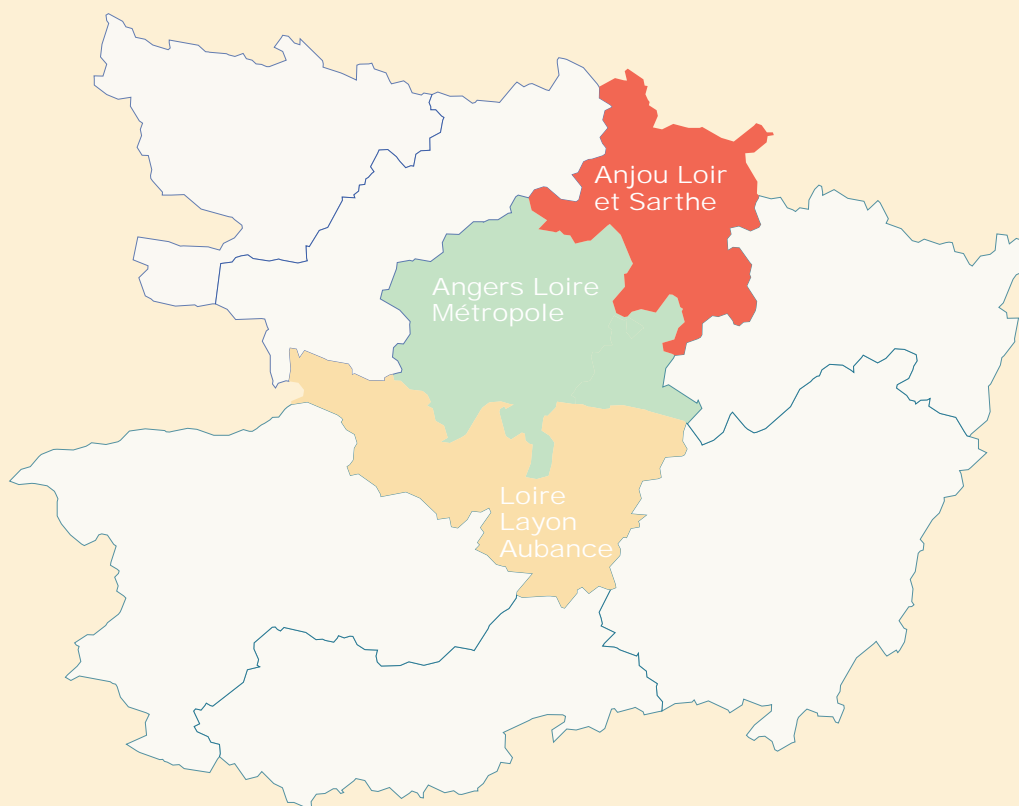 Anjou Loir
et Sarthe
Angers Loire
Métropole
Loire
Layon
Aubance